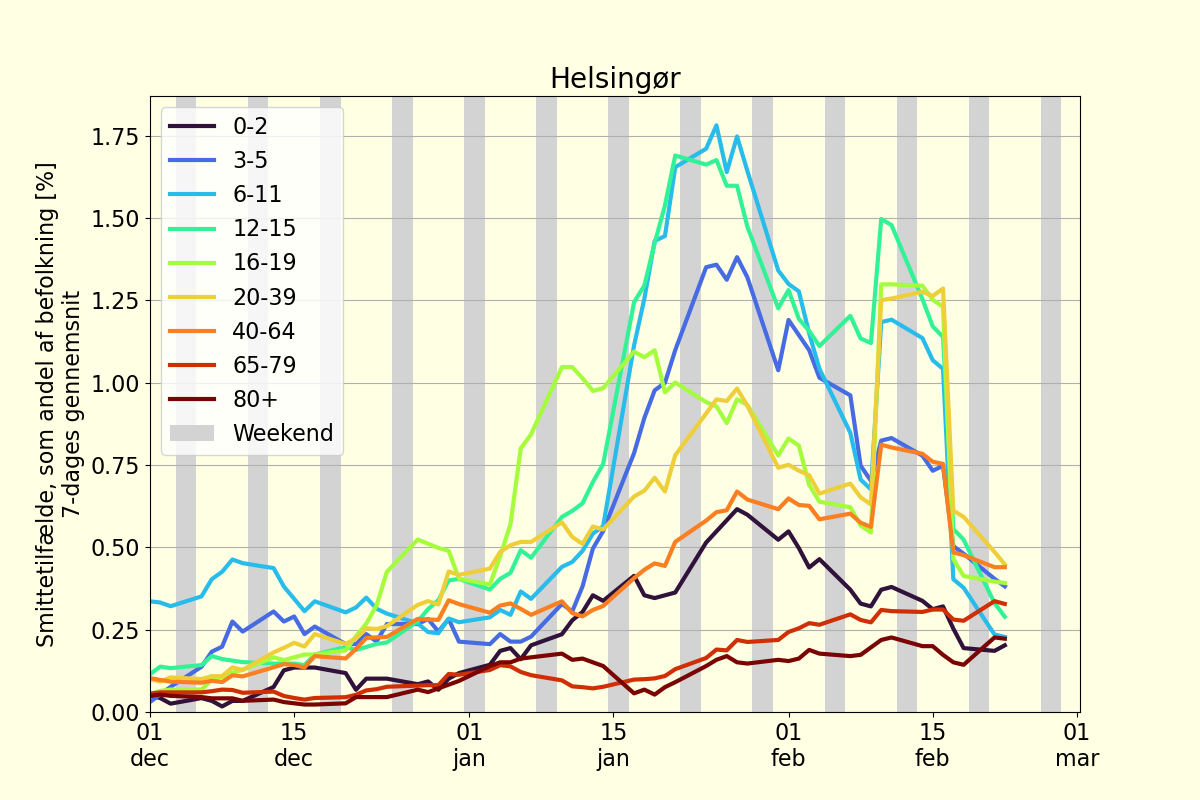 Helsingør
Smittetilfælde, som andel af befolkning [%]
7-dages gennemsnit
1.75
1.50
1.25
1.00
0.75
0.50
0.25
0.00
0-2
3-5
6-11
12-15
16-19
20-39
40-64
65-79
80+
Weekend
01 15 01 15 01 15 01
dec dec jan jan feb feb mar